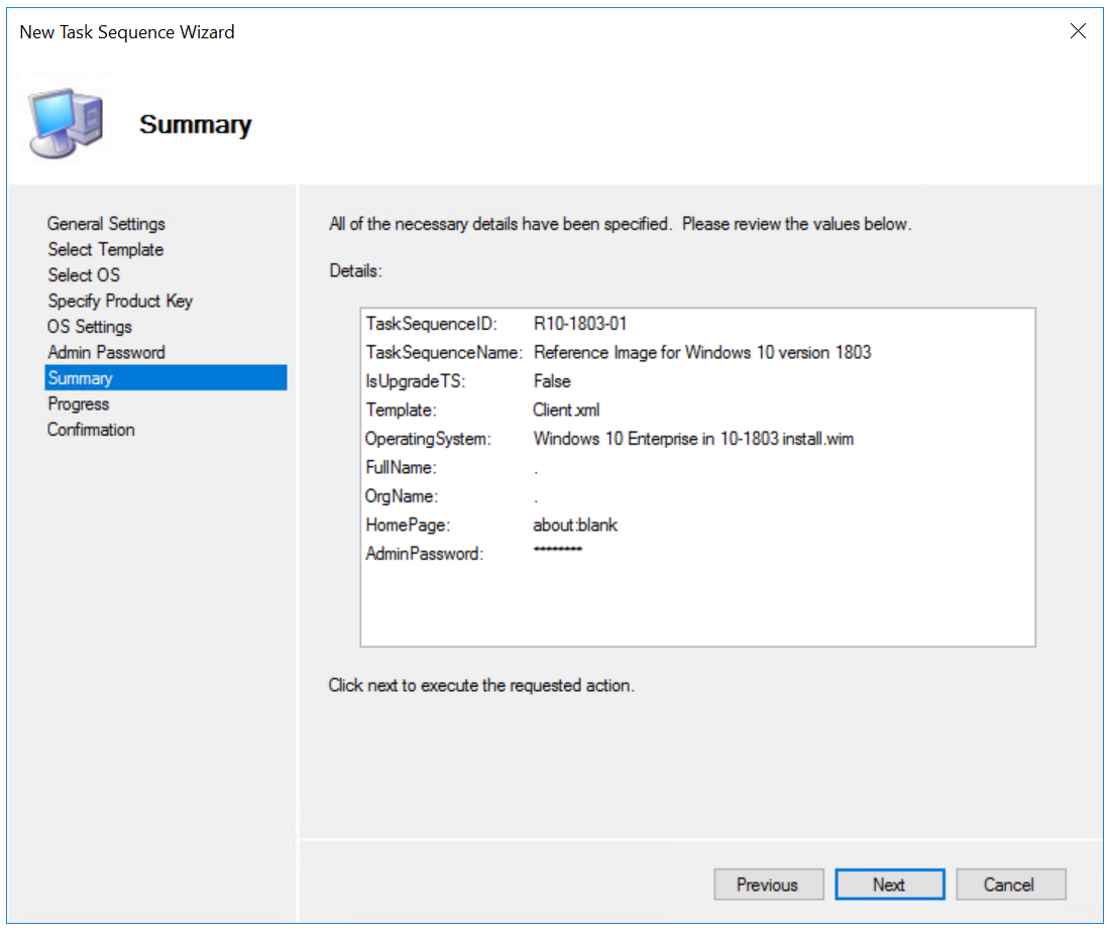 New Task Sequence Wizard
Summary
General Settings
Select Template
Select OS
Specify Product Key
OS Settings
Admin Password
Summary
Progress
Confirmation
All of the necessary details have been specified.  Please review the values below.
Details:
TaskSequenceID: R10-1803-01
TaskSequenceName: Reference Image for Windows 10 version 1803
IsUpgradeTS: False
Template: Client.xml
OperatingSystem: Windows 10 Enterprise in 10-1803 install.wim
FullName: .
OrgName: .
HomePage: about:blank
AdminPassword: ********
Click next to execute the requested action.
Previous Next Cancel